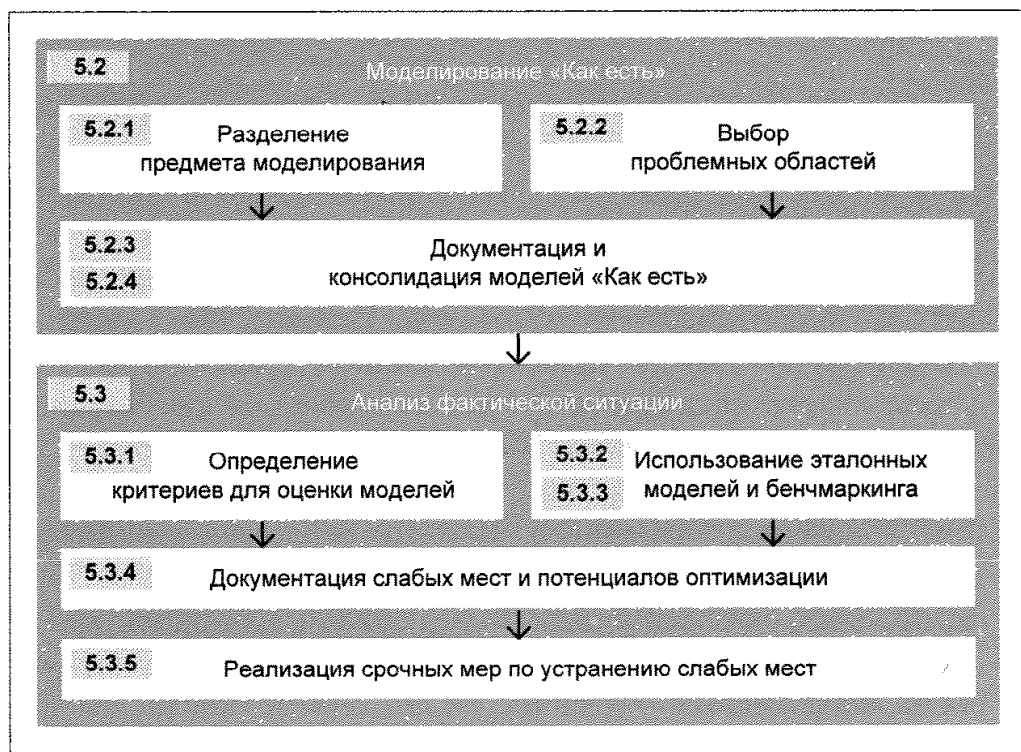 5.2
Моделирование «Как есть»
5.2.1
Разделение
предмета моделирования
5.2.2
Выбор
проблемных областей
5.2.3
5.2.4
Документация и
консолидация моделей «Как есть»
5.3
Анализ фактической ситуации
5.3.1
Определение
критериев для оценки моделей
5.3.2
5.3.3
Использование эталонных
моделей и бенчмаркинга
5.3.4
Документация слабых мест и потенциалов оптимизации
5.3.5
Реализация срочных мер по устранению слабых мест